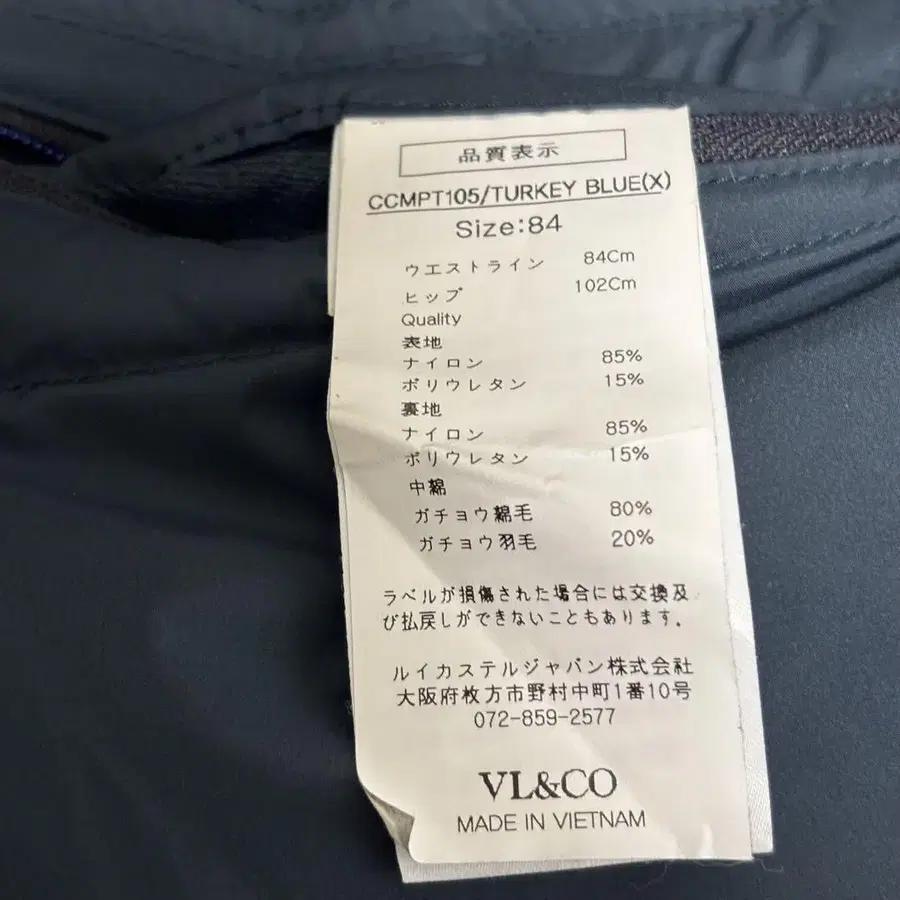 品質表示
CCMPT105/TURKEY BLUE(X)
Size:84
ウエストライン 84Cm
ヒップ 102Cm
Quality
表地
ナイロン 85%
ポリウレタン 15%
裏地
ナイロン 85%
ポリウレタン 15%
中綿
ガチョウ綿毛 80%
ガチョウ羽毛 20%
ラベルが損傷された場合には交換及
び払戻しができないこともあります.
ルイカステルジャパン株式会社
大阪府枚方市野村中町1番10号
072-859-2577
VL&CO
MADE IN VIETNAM